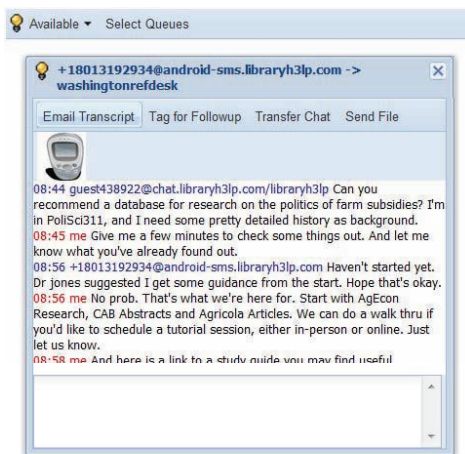 Available Select Queues
+18013192934@android-sms.libraryh3lp.com ->
washingtonrefdesk
Email Transcript Tag for Followup Transfer Chat Send File
08:44 guest438922@chat.libraryh3lp.com/libraryh3lp Can you
recommend a database for research on the politics of farm subsidies? I'm
in PoliSci311, and I need some pretty detailed history as background.
08:45 me Give me a few minutes to check some things out. And let me
know what you've already found out.
08:56 +18013192934@android-sms.libraryh3lp.com Haven't started yet.
Dr jones suggested I get some guidance from the start. Hope that's okay.
08:56 me No prob. That's what we're here for. Start with AgEcon
Research, CAB Abstracts and Agricola Articles. We can do a walk thru if
you'd like to schedule a tutorial session, either in-person or online. Just
let us know.
08:58 me And here is a link to a study guide you may find useful